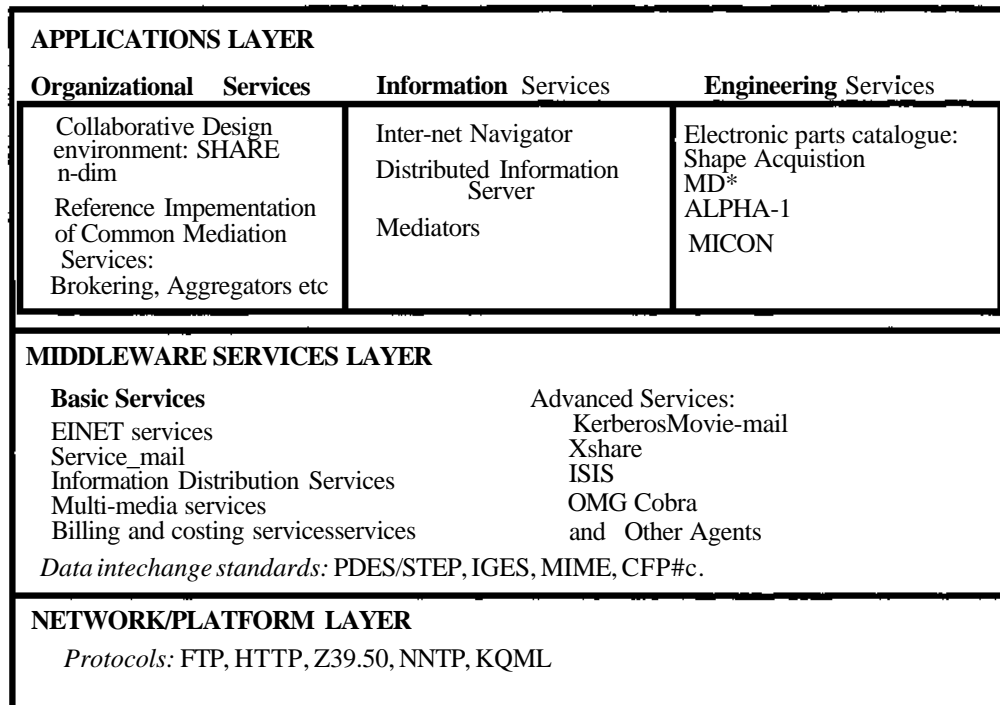 APPLICATIONS LAYER
Organizational Services
Information Services
Engineering Services
Collaborative Design
environment: SHARE
n-dim
Reference Impementation
of Common Mediation
Services:
Brokering, Aggregators etc
Inter-net Navigator
Distributed Information
Server
Mediators
Electronic parts catalogue:
Shape Acquistion
MD*
ALPHA-1
MICON
MIDDLEWARE SERVICES LAYER
Basic Services
EINET services
Service_mail
Information Distribution Services
Multi-media services
Billing and costing servicesservices
Advanced Services:
KerberosMovie-mail
Xshare
ISIS
OMG Cobra
and Other Agents
Data intechange standards: PDES/STEP, IGES, MIME, CFP#c.
NETWORK/PLATFORM LAYER
Protocols: FTP, HTTP, Z39.50, NNTP, KQML